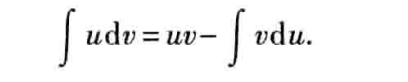 ∫ udv = uv − ∫ vdu.